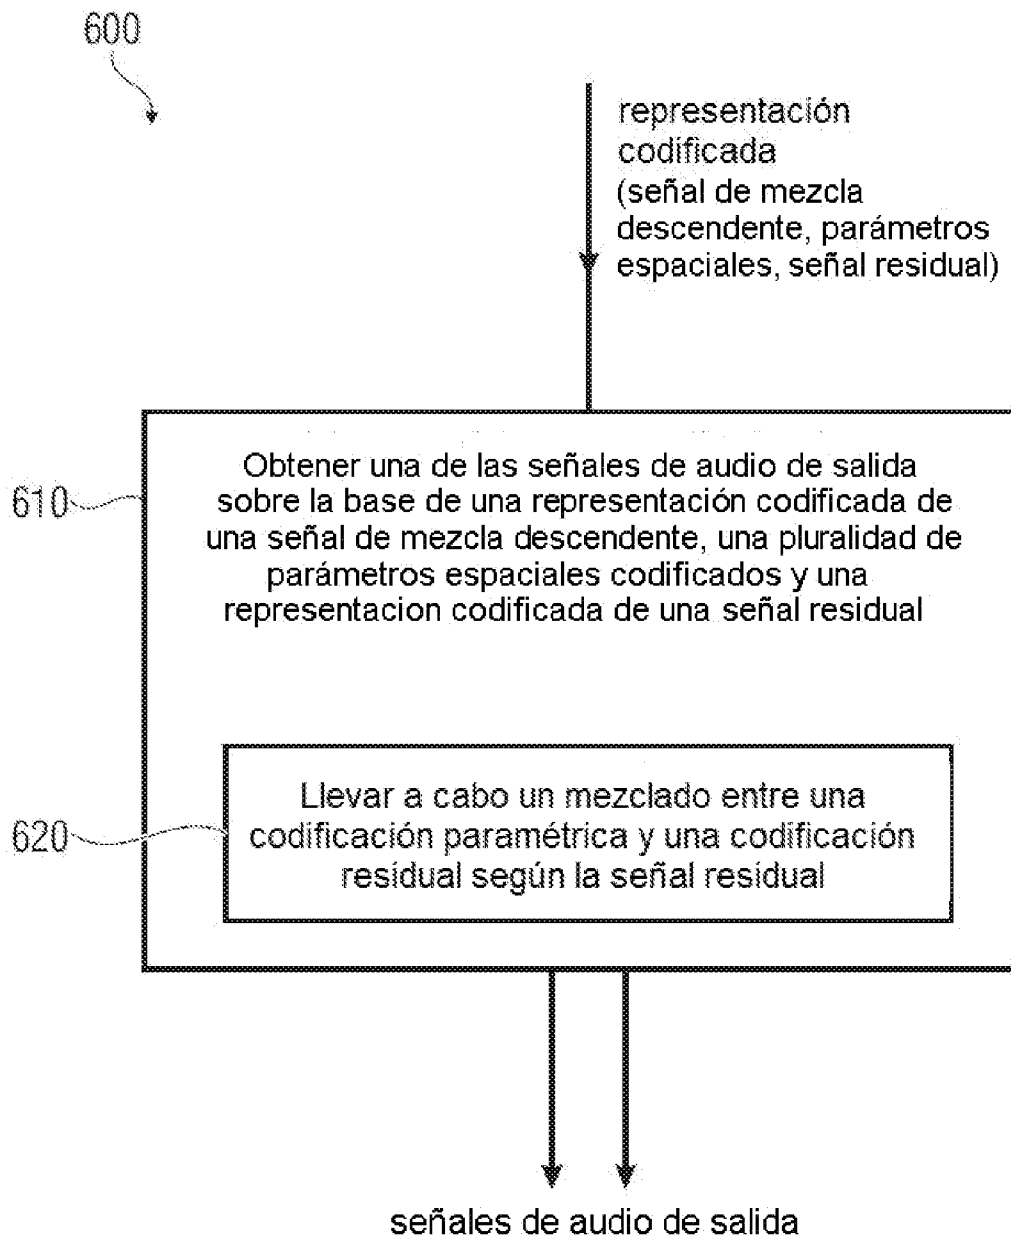 600
representación
codificada
(señal de mezcla
descendente, parámetros
espaciales, señal residual)
610
Obtener una de las señales de audio de salida
sobre la base de una representación codificada de
una señal de mezcla descendente, una pluralidad de
parámetros espaciales codificados y una
representacion codificada de una señal residual
620
Llevar a cabo un mezclado entre una
codificación paramétrica y una codificación
residual según la señal residual
señales de audio de salida